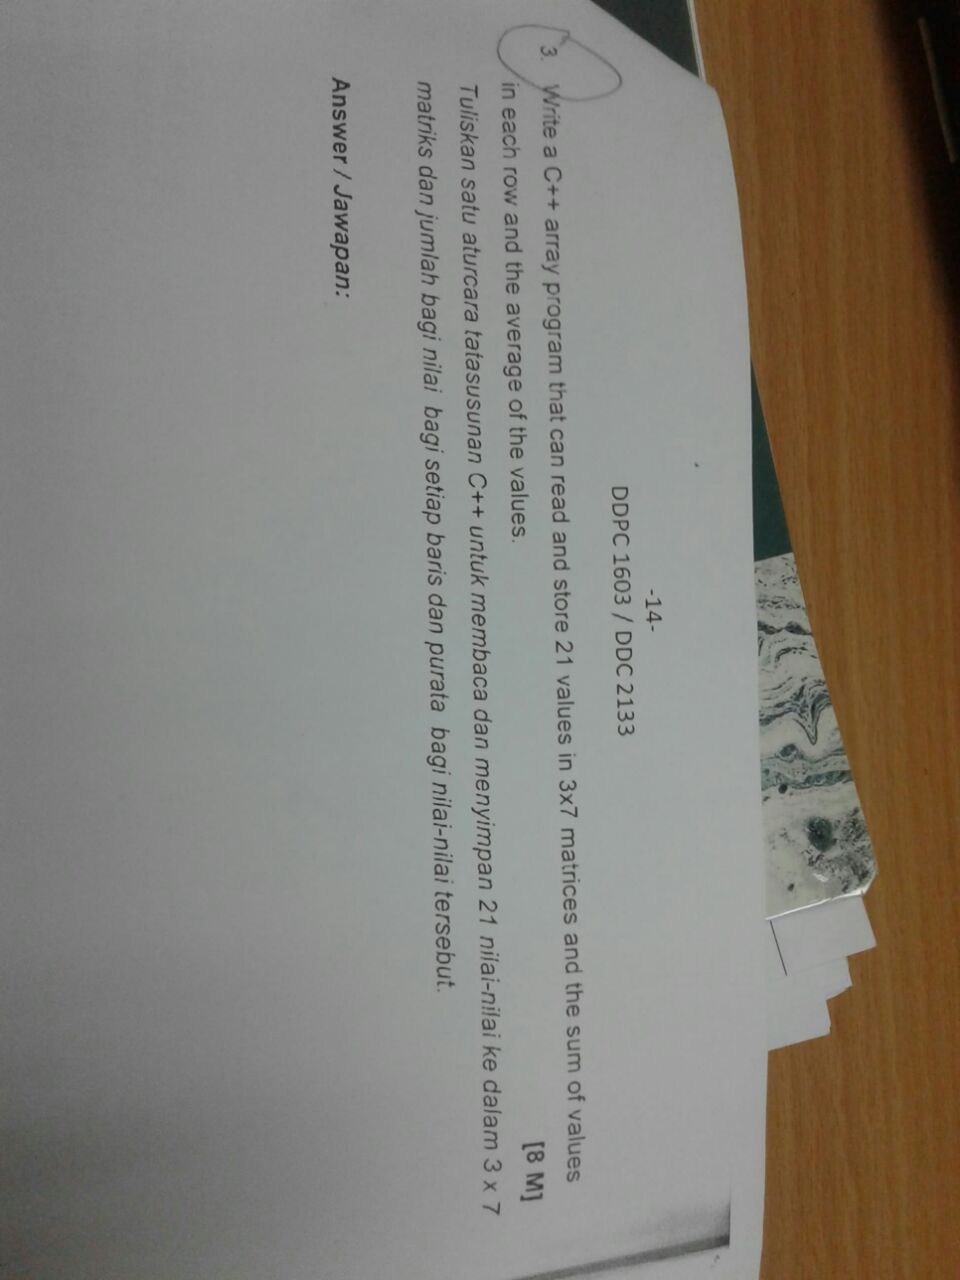 -14-
DDPC 1603 / DDC 2133
3. Write a C++ array program that can read and store 21 values in 3x7 matrices and the sum of values
in each row and the average of the values.
[8 M]
Tuliskan satu aturcara tatasusunan C++ untuk membaca dan menyimpan 21 nilai-nilai ke dalam 3 x 7
matriks dan jumlah bagi nilai bagi setiap baris dan purata bagi nilai-nilai tersebut.
Answer / Jawapan: